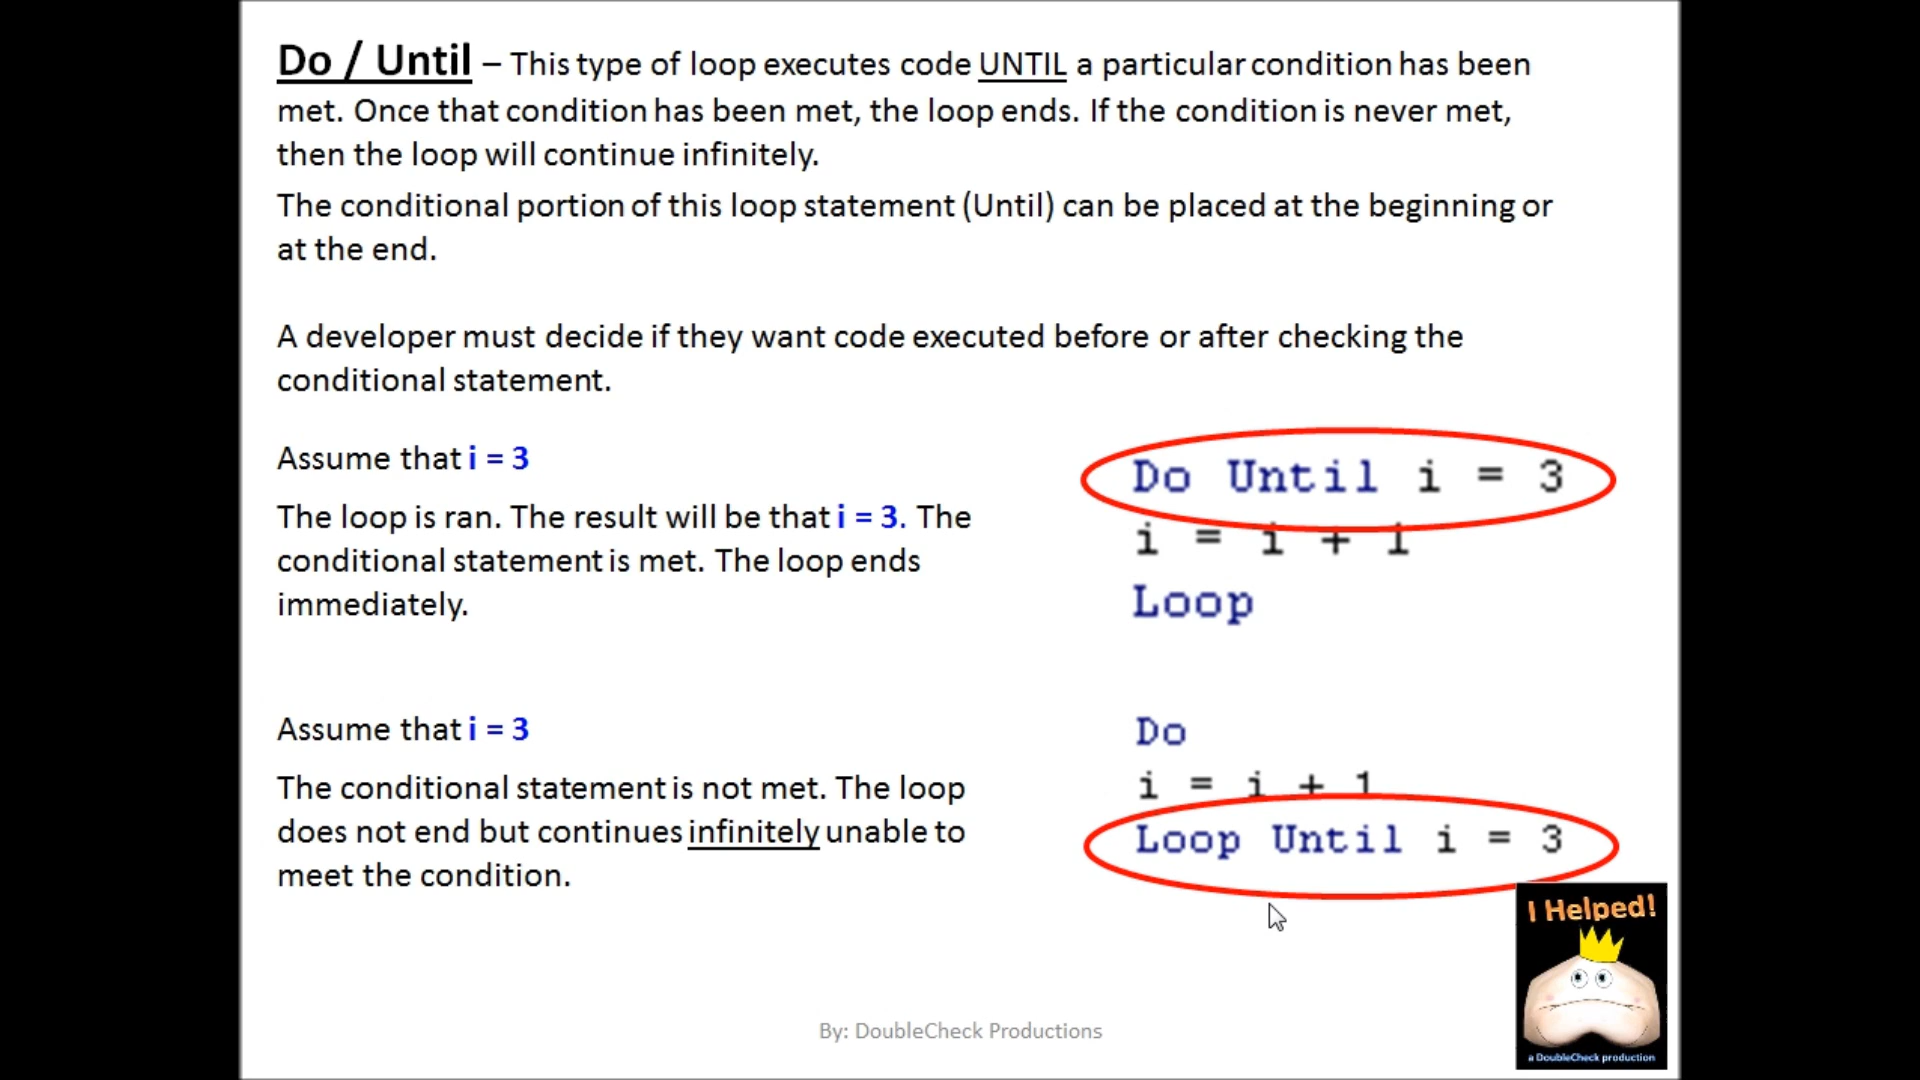 Do / Until – This type of loop executes code UNTIL a particular condition has been
met. Once that condition has been met, the loop ends. If the condition is never met,
then the loop will continue infinitely.
The conditional portion of this loop statement (Until) can be placed at the beginning or
at the end.
A developer must decide if they want code executed before or after checking the
conditional statement.
Assume that i = 3
The loop is ran. The result will be that i = 3. The
conditional statement is met. The loop ends
immediately.
Do Until i = 3
i = i + 1
Loop
Assume that i = 3
The conditional statement is not met. The loop
does not end but continues infinitely unable to
meet the condition.
Do
i = i + 1
Loop Until i = 3
I Helped!
a DoubleCheck production
By: DoubleCheck Productions